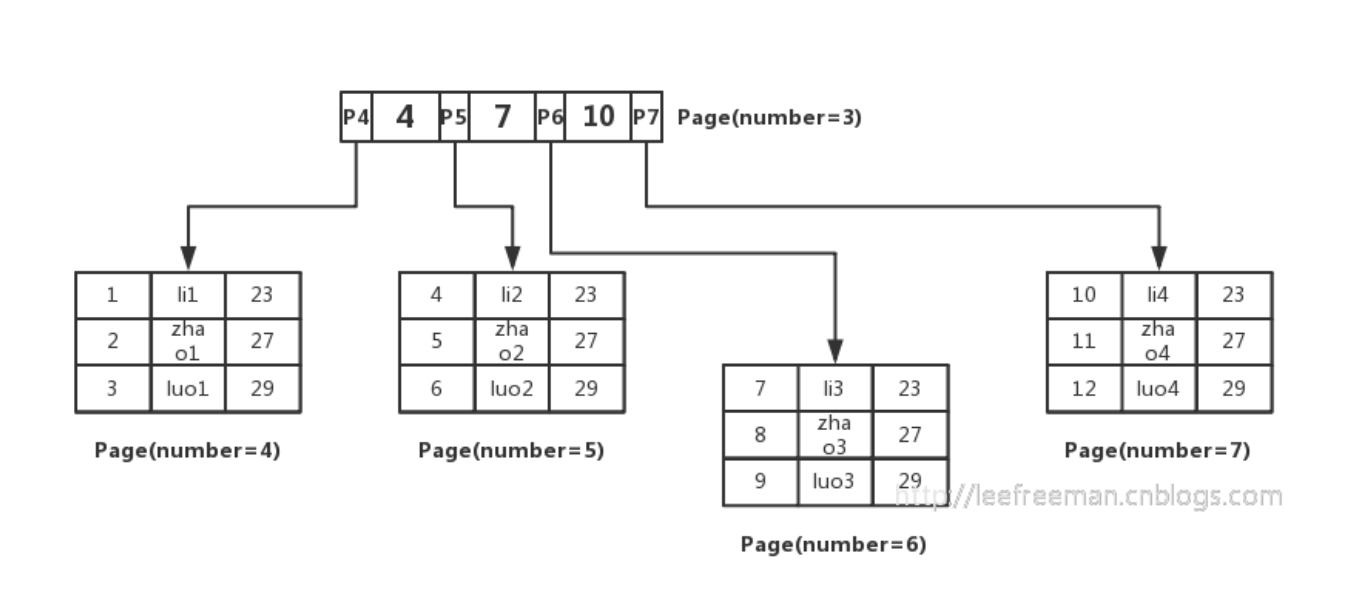 P4 4 P5 7 P6 10 P7 Page(number=3)
1 li1 23
2 zha
o1 27
3 luo1 29
Page(number=4)
4 li2 23
5 zha
o2 27
6 luo2 29
Page(number=5)
7 li3 23
8 zha
o3 27
9 luo3 29
Page(number=6)
10 li4 23
11 zha
o4 27
12 luo4 29
Page(number=7)
http://leefreeman.cnblogs.com